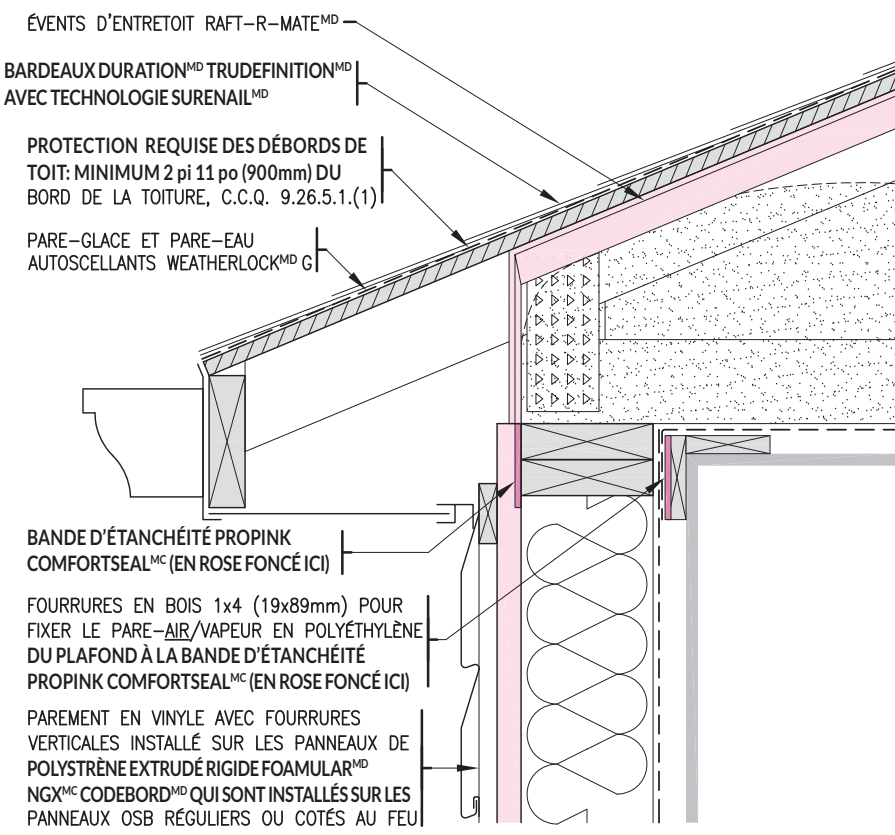 ÉVENTS D'ENTRETOIT RAFT-R-MATEᴹᴰ
BARDEAUX DURATIONᴹᴰ TRUDEFINITIONᴹᴰ
AVEC TECHNOLOGIE SURENAILᴹᴰ
PROTECTION REQUISE DES DÉBORDS DE
TOIT: MINIMUM 2 pi 11 po (900mm) DU
BORD DE LA TOITURE, C.C.Q. 9.26.5.1.(1)
PARE-GLACE ET PARE-EAU
AUTOSCELLANTS WEATHERLOCKᴹᴰ G
BANDE D'ÉTANCHÉITÉ PROPINK
COMFORTSEALᴹᶜ (EN ROSE FONCÉ ICI)
FOURRURES EN BOIS 1x4 (19x89mm) POUR
FIXER LE PARE-AIR/VAPEUR EN POLYÉTHYLÈNE
DU PLAFOND À LA BANDE D'ÉTANCHÉITÉ
PROPINK COMFORTSEALᴹᶜ (EN ROSE FONCÉ ICI)
PAREMENT EN VINYLE AVEC FOURRURES
VERTICALES INSTALLÉ SUR LES PANNEAUX DE
POLYSTRÈNE EXTRUDÉ RIGIDE FOAMULARᴹᴰ
NGXᴹᶜ CODEBORDᴹᴰ QUI SONT INSTALLÉS SUR LES
PANNEAUX OSB RÉGULIERS OU COTÉS AU FEU